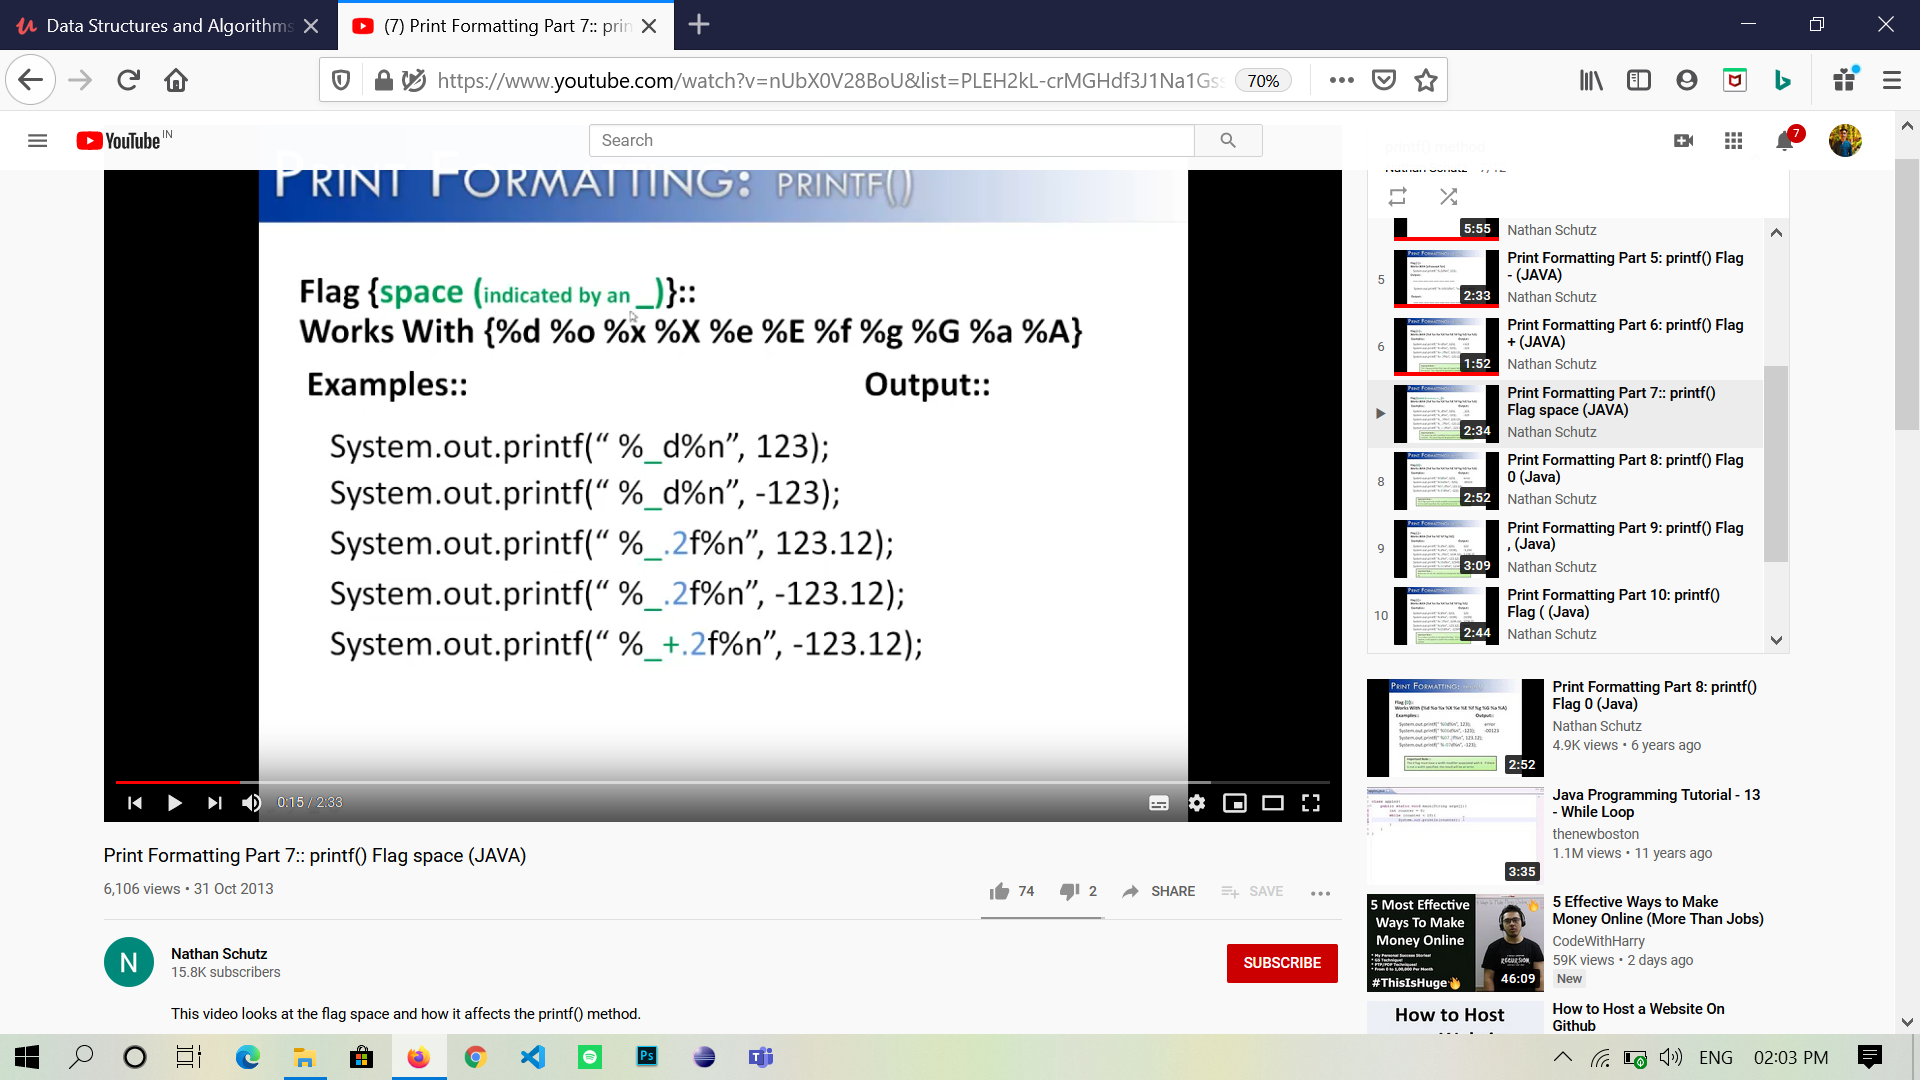 Data Structures and Algorithms
(7) Print Formatting Part 7:: prin
https://www.youtube.com/watch?v=nUbX0V28BoU&list=PLEH2kL-crMGHdf3J1Na1Gss
70%
YouTube IN
Search
7
PRINT FORMATTING: PRINTF()
Flag {space (indicated by an _)}::
Works With {%d %o %x %X %e %E %f %g %G %a %A}
Examples::
Output::
System.out.printf(“ %_d%n”, 123);
System.out.printf(“ %_d%n”, -123);
System.out.printf(“ %_.2f%n”, 123.12);
System.out.printf(“ %_.2f%n”, -123.12);
System.out.printf(“ %_+.2f%n”, -123.12);
0:15 / 2:33
Print Formatting Part 7:: printf() Flag space (JAVA)
6,106 views • 31 Oct 2013
74
2
SHARE
SAVE
N
Nathan Schutz
15.8K subscribers
SUBSCRIBE
This video looks at the flag space and how it affects the printf() method.
5:55
Nathan Schutz
5
2:33
Print Formatting Part 5: printf() Flag
- (JAVA)
Nathan Schutz
6
1:52
Print Formatting Part 6: printf() Flag
+ (JAVA)
Nathan Schutz
2:34
Print Formatting Part 7:: printf()
Flag space (JAVA)
Nathan Schutz
8
2:52
Print Formatting Part 8: printf() Flag
0 (Java)
Nathan Schutz
9
3:09
Print Formatting Part 9: printf() Flag
, (Java)
Nathan Schutz
10
2:44
Print Formatting Part 10: printf()
Flag ( (Java)
Nathan Schutz
PRINT FORMATTING:
2:52
Print Formatting Part 8: printf()
Flag 0 (Java)
Nathan Schutz
4.9K views • 6 years ago
3:35
Java Programming Tutorial - 13
- While Loop
thenewboston
1.1M views • 11 years ago
5 Most Effective
Ways To Make
Money Online
#ThisIsHuge
46:09
5 Effective Ways to Make
Money Online (More Than Jobs)
CodeWithHarry
59K views • 2 days ago
New
How to Host
How to Host a Website On
Github
Ps
ENG
02:03 PM